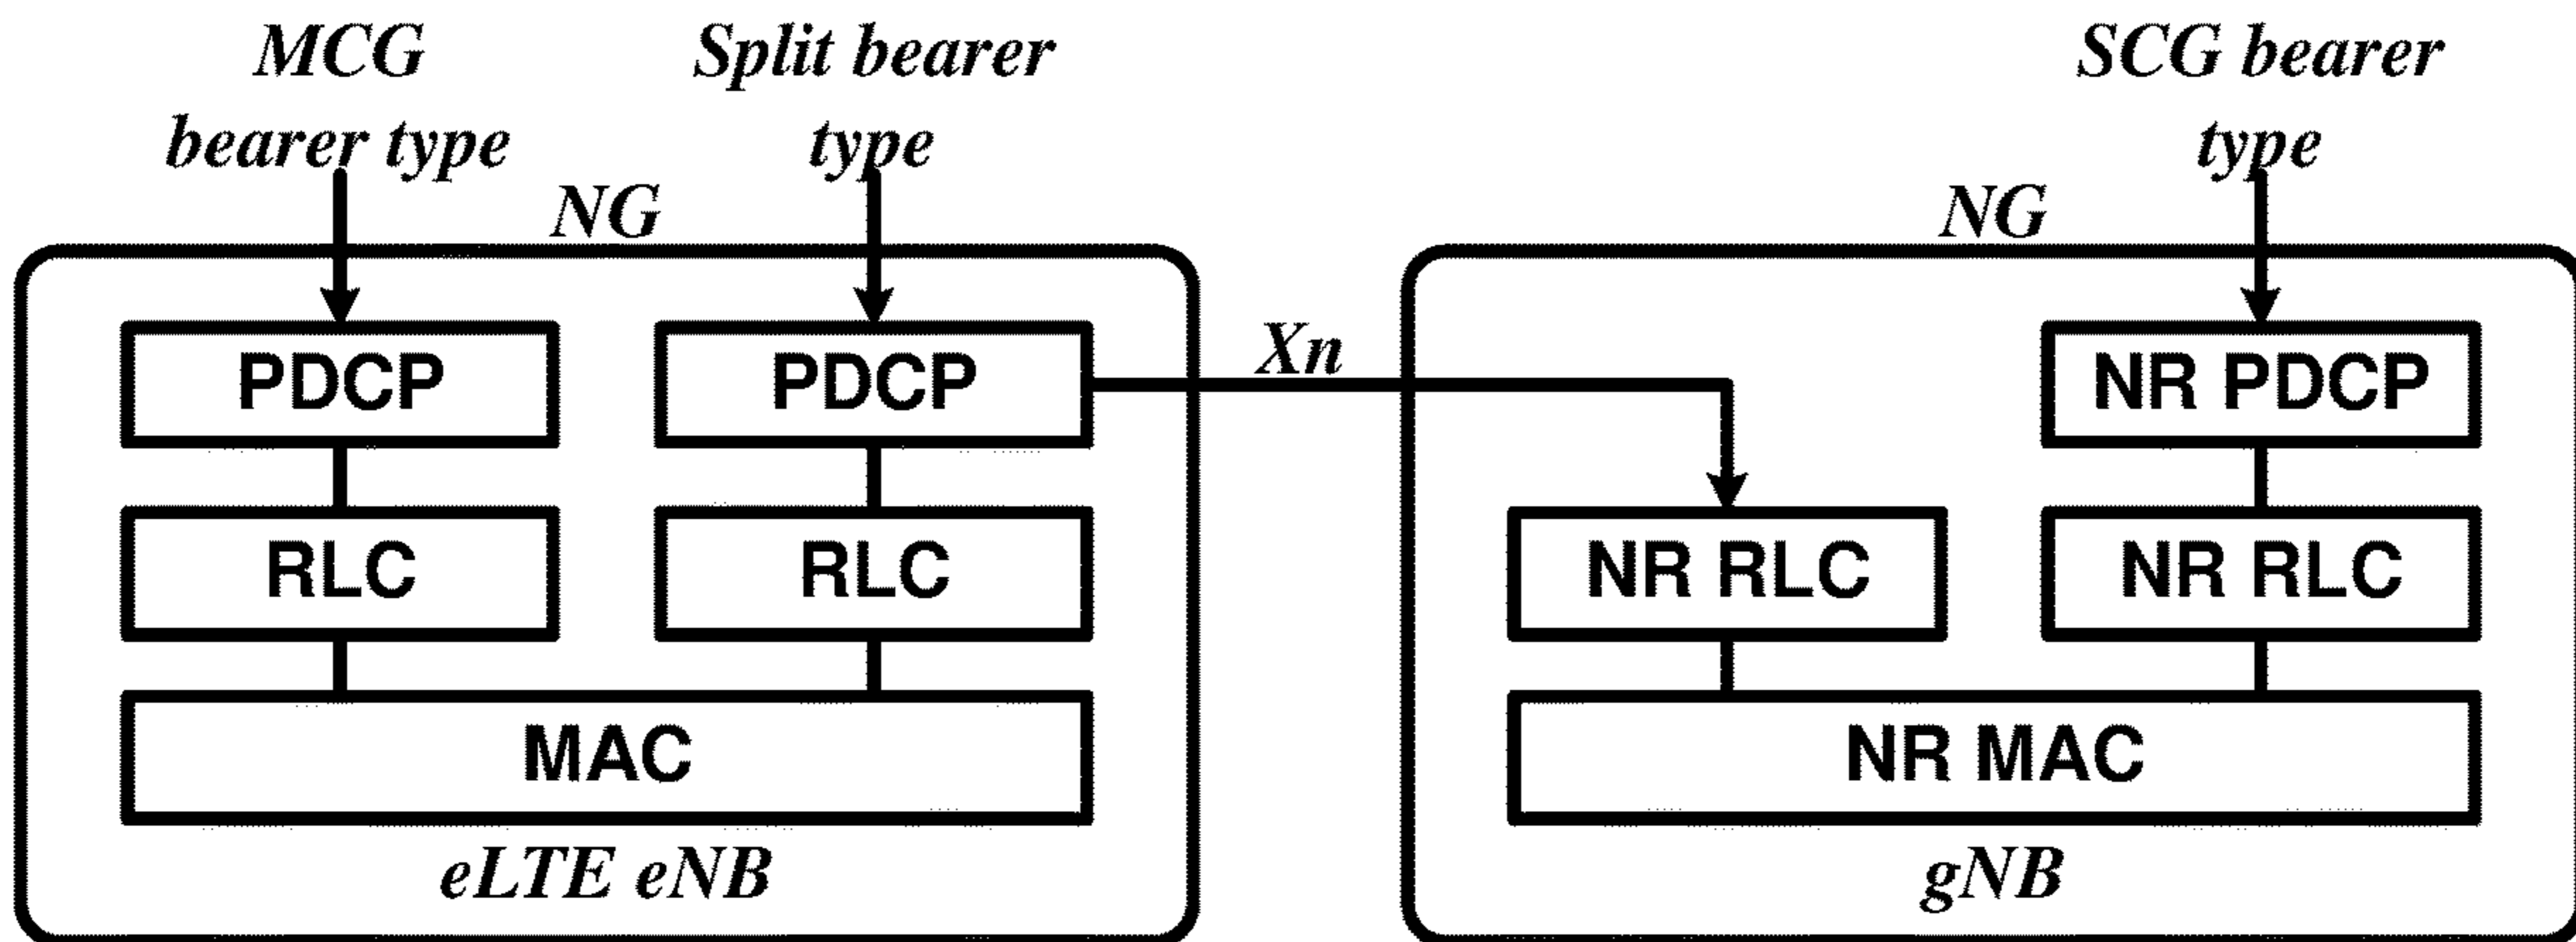 MCG
bearer type
Split bearer
type
SCG bearer
type
NG
NG
Xn
PDCP
PDCP
NR PDCP
RLC
RLC
NR RLC
NR RLC
MAC
NR MAC
eLTE eNB
gNB